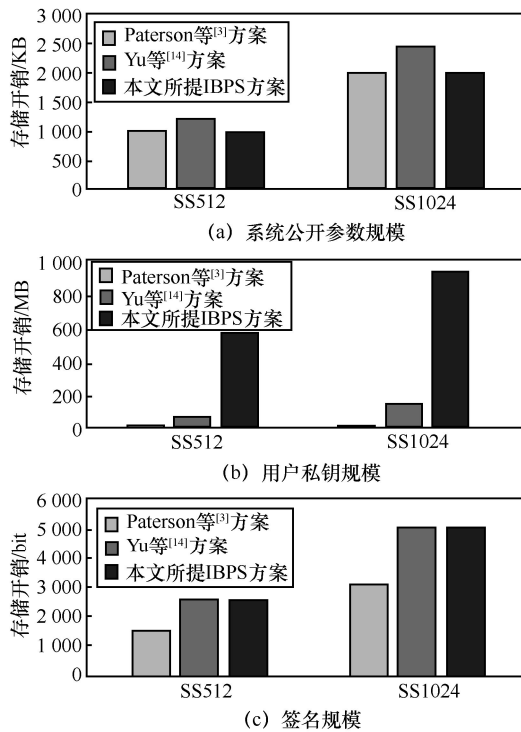 存储开销/KB
3 000
2 500
2 000
1 500
1 000
500
0
Paterson等[3]方案
Yu等[14]方案
本文所提IBPS方案
SS512
SS1024
(a) 系统公开参数规模
存储开销/MB
1 000
800
600
400
200
0
Paterson等[3]方案
Yu等[14]方案
本文所提IBPS方案
SS512
SS1024
(b) 用户私钥规模
存储开销/bit
6 000
5 000
4 000
3 000
2 000
1 000
0
Paterson等[3]方案
Yu等[14]方案
本文所提IBPS方案
SS512
SS1024
(c) 签名规模